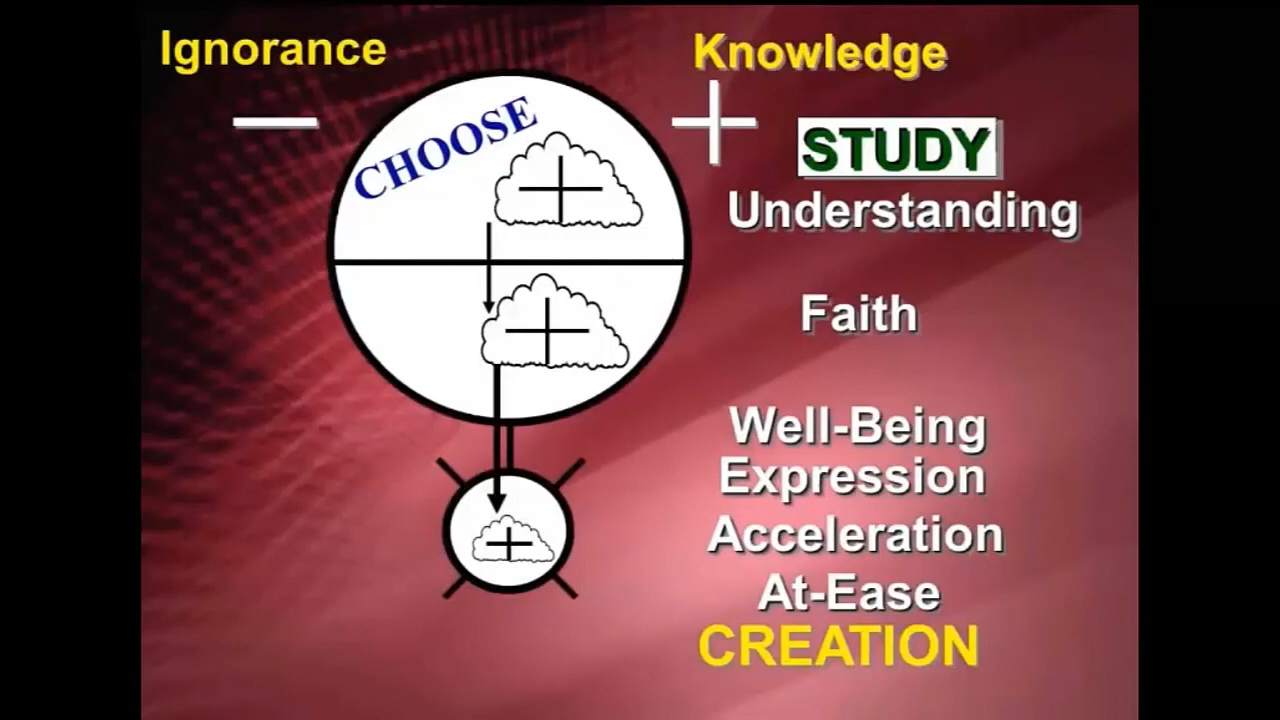 Ignorance
Knowledge
CHOOSE
STUDY
Understanding
Faith
Well-Being
Expression
Acceleration
At-Ease
CREATION